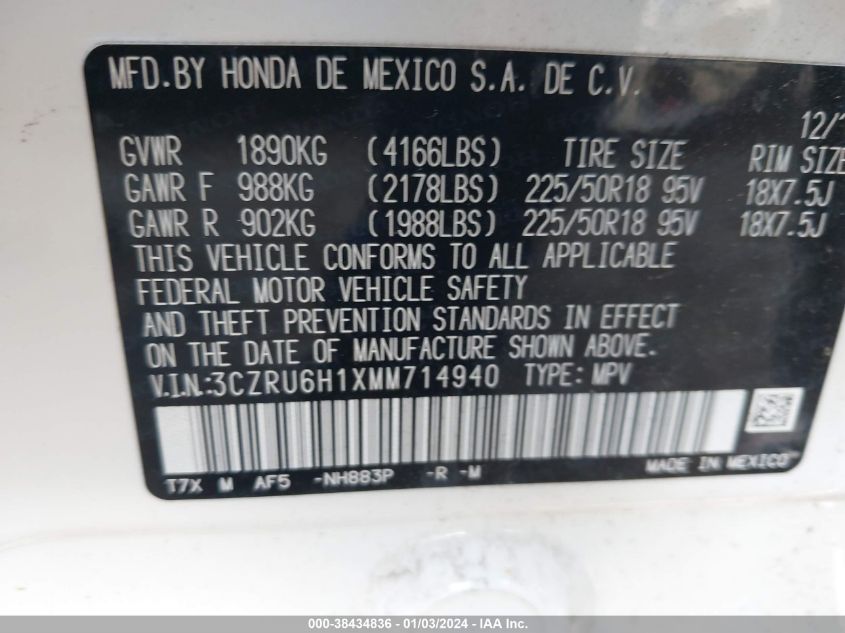 MFD.BY HONDA DE MEXICO S.A. DE C.V.
12/
GVWR 1890KG (4166LBS) TIRE SIZE RIM SIZE
GAWR F 988KG (2178LBS) 225/50R18 95V 18X7.5J
GAWR R 902KG (1988LBS) 225/50R18 95V 18X7.5J
THIS VEHICLE CONFORMS TO ALL APPLICABLE
FEDERAL MOTOR VEHICLE SAFETY
AND THEFT PREVENTION STANDARDS IN EFFECT
ON THE DATE OF MANUFACTURE SHOWN ABOVE.
V.I.N.:3CZRU6H1XMM714940 TYPE: MPV
T7X M AF5 -NH883P -R -M MADE IN MEXICO
000-38434836 - 01/03/2024 - IAA Inc.